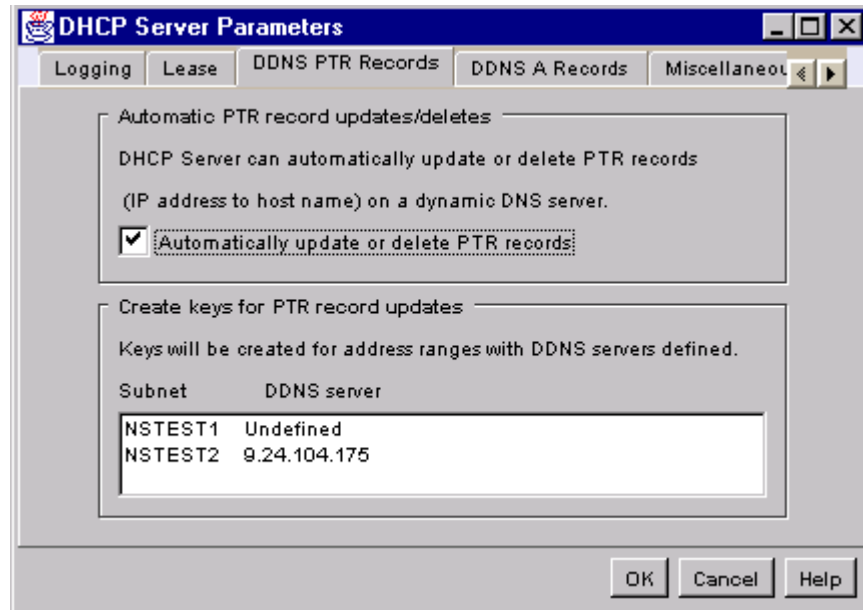 DHCP Server Parameters
Logging
Lease
DDNS PTR Records
DDNS A Records
Automatic PTR record updates/deletes
DHCP Server can automatically update or delete PTR records
(IP address to host name) on a dynamic DNS server.
Automatically update or delete PTR records
Create keys for PTR record updates
Keys will be created for address ranges with DDNS servers defined.
Subnet DDNS server
NSTEST1 Undefined
NSTEST2 9.24.104.175
OK
Cancel
Help